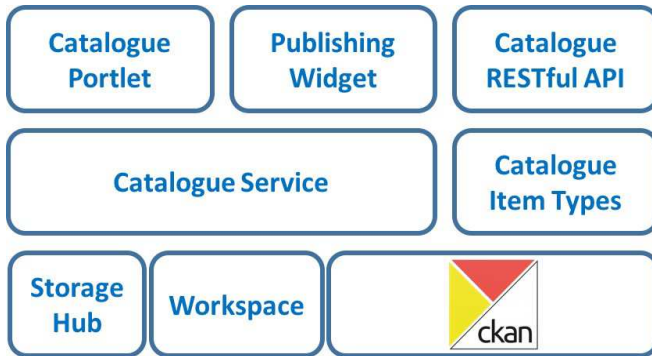 Catalogue Portlet
Publishing Widget
Catalogue RESTful API
Catalogue Service
Catalogue Item Types
Storage Hub
Workspace
ckan